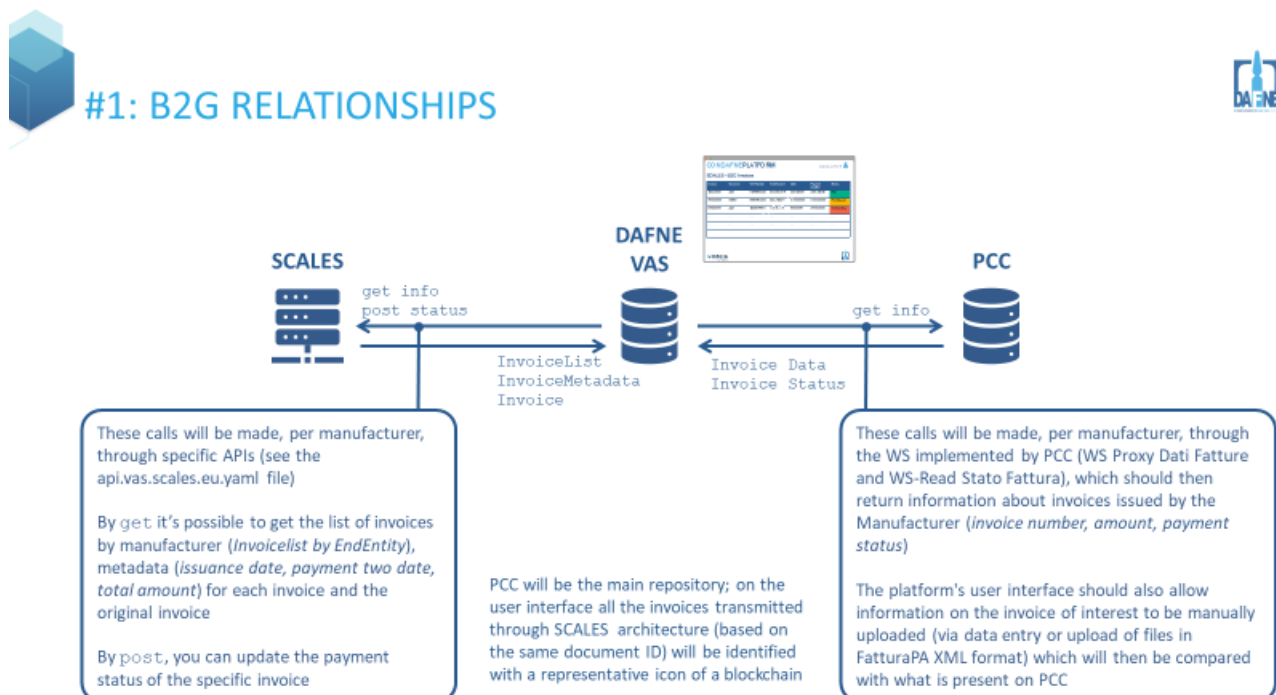 #1: B2G RELATIONSHIPS
DAFNE
SCALES
DAFNE
VAS
PCC
get info
post status
get info
InvoiceList
InvoiceMetadata
Invoice
Invoice Data
Invoice Status
These calls will be made, per manufacturer,
through specific APIs (see the
api.vas.scales.eu.yaml file)
By get it's possible to get the list of invoices
by manufacturer (Invoicelist by EndEntity),
metadata (issuance date, payment two date,
total amount) for each invoice and the
original invoice
By post, you can update the payment
status of the specific invoice
PCC will be the main repository; on the
user interface all the invoices transmitted
through SCALES architecture (based on
the same document ID) will be identified
with a representative icon of a blockchain
These calls will be made, per manufacturer, through
the WS implemented by PCC (WS Proxy Dati Fatture
and WS-Read Stato Fattura), which should then
return information about invoices issued by the
Manufacturer (invoice number, amount, payment
status)
The platform's user interface should also allow
information on the invoice of interest to be manually
uploaded (via data entry or upload of files in
FatturaPA XML format) which will then be compared
with what is present on PCC